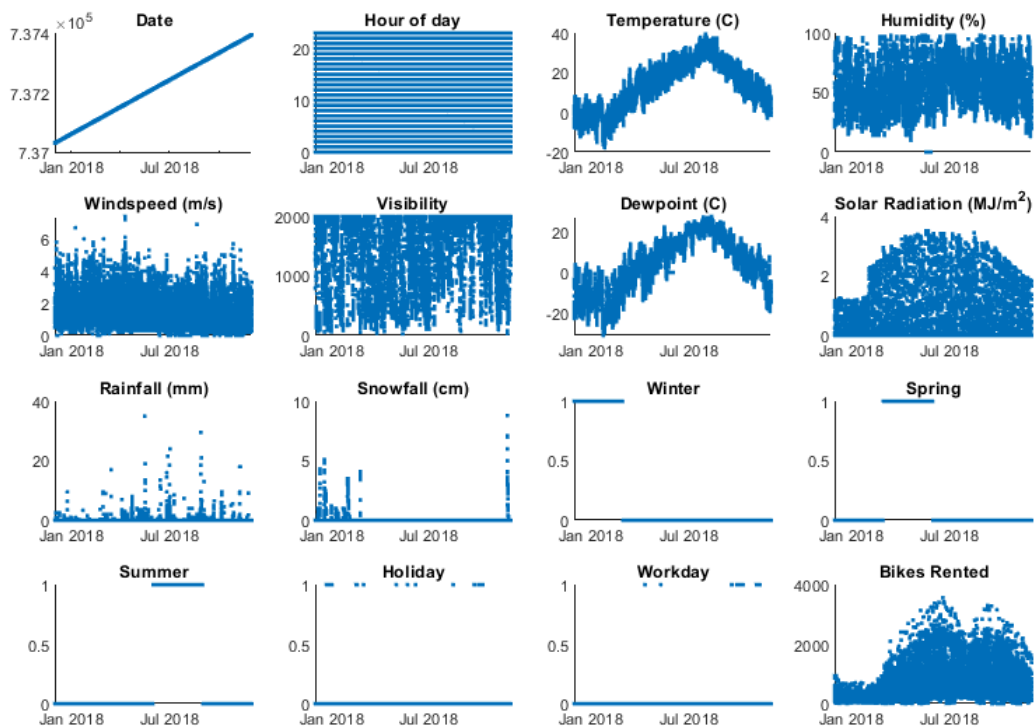 Date
×10⁵
7.374
7.372
7.37
Jan 2018 Jul 2018
Hour of day
20
10
0
Jan 2018 Jul 2018
Temperature (C)
40
20
0
-20
Jan 2018 Jul 2018
Humidity (%)
100
50
0
Jan 2018 Jul 2018
Windspeed (m/s)
6
4
2
0
Jan 2018 Jul 2018
Visibility
2000
1000
0
Jan 2018 Jul 2018
Dewpoint (C)
20
0
-20
Jan 2018 Jul 2018
Solar Radiation (MJ/m²)
4
2
0
Jan 2018 Jul 2018
Rainfall (mm)
40
20
0
Jan 2018 Jul 2018
Snowfall (cm)
10
5
0
Jan 2018 Jul 2018
Winter
1
0.5
0
Jan 2018 Jul 2018
Spring
1
0.5
0
Jan 2018 Jul 2018
Summer
1
0.5
0
Jan 2018 Jul 2018
Holiday
1
0.5
0
Jan 2018 Jul 2018
Workday
1
0.5
0
Jan 2018 Jul 2018
Bikes Rented
4000
2000
0
Jan 2018 Jul 2018